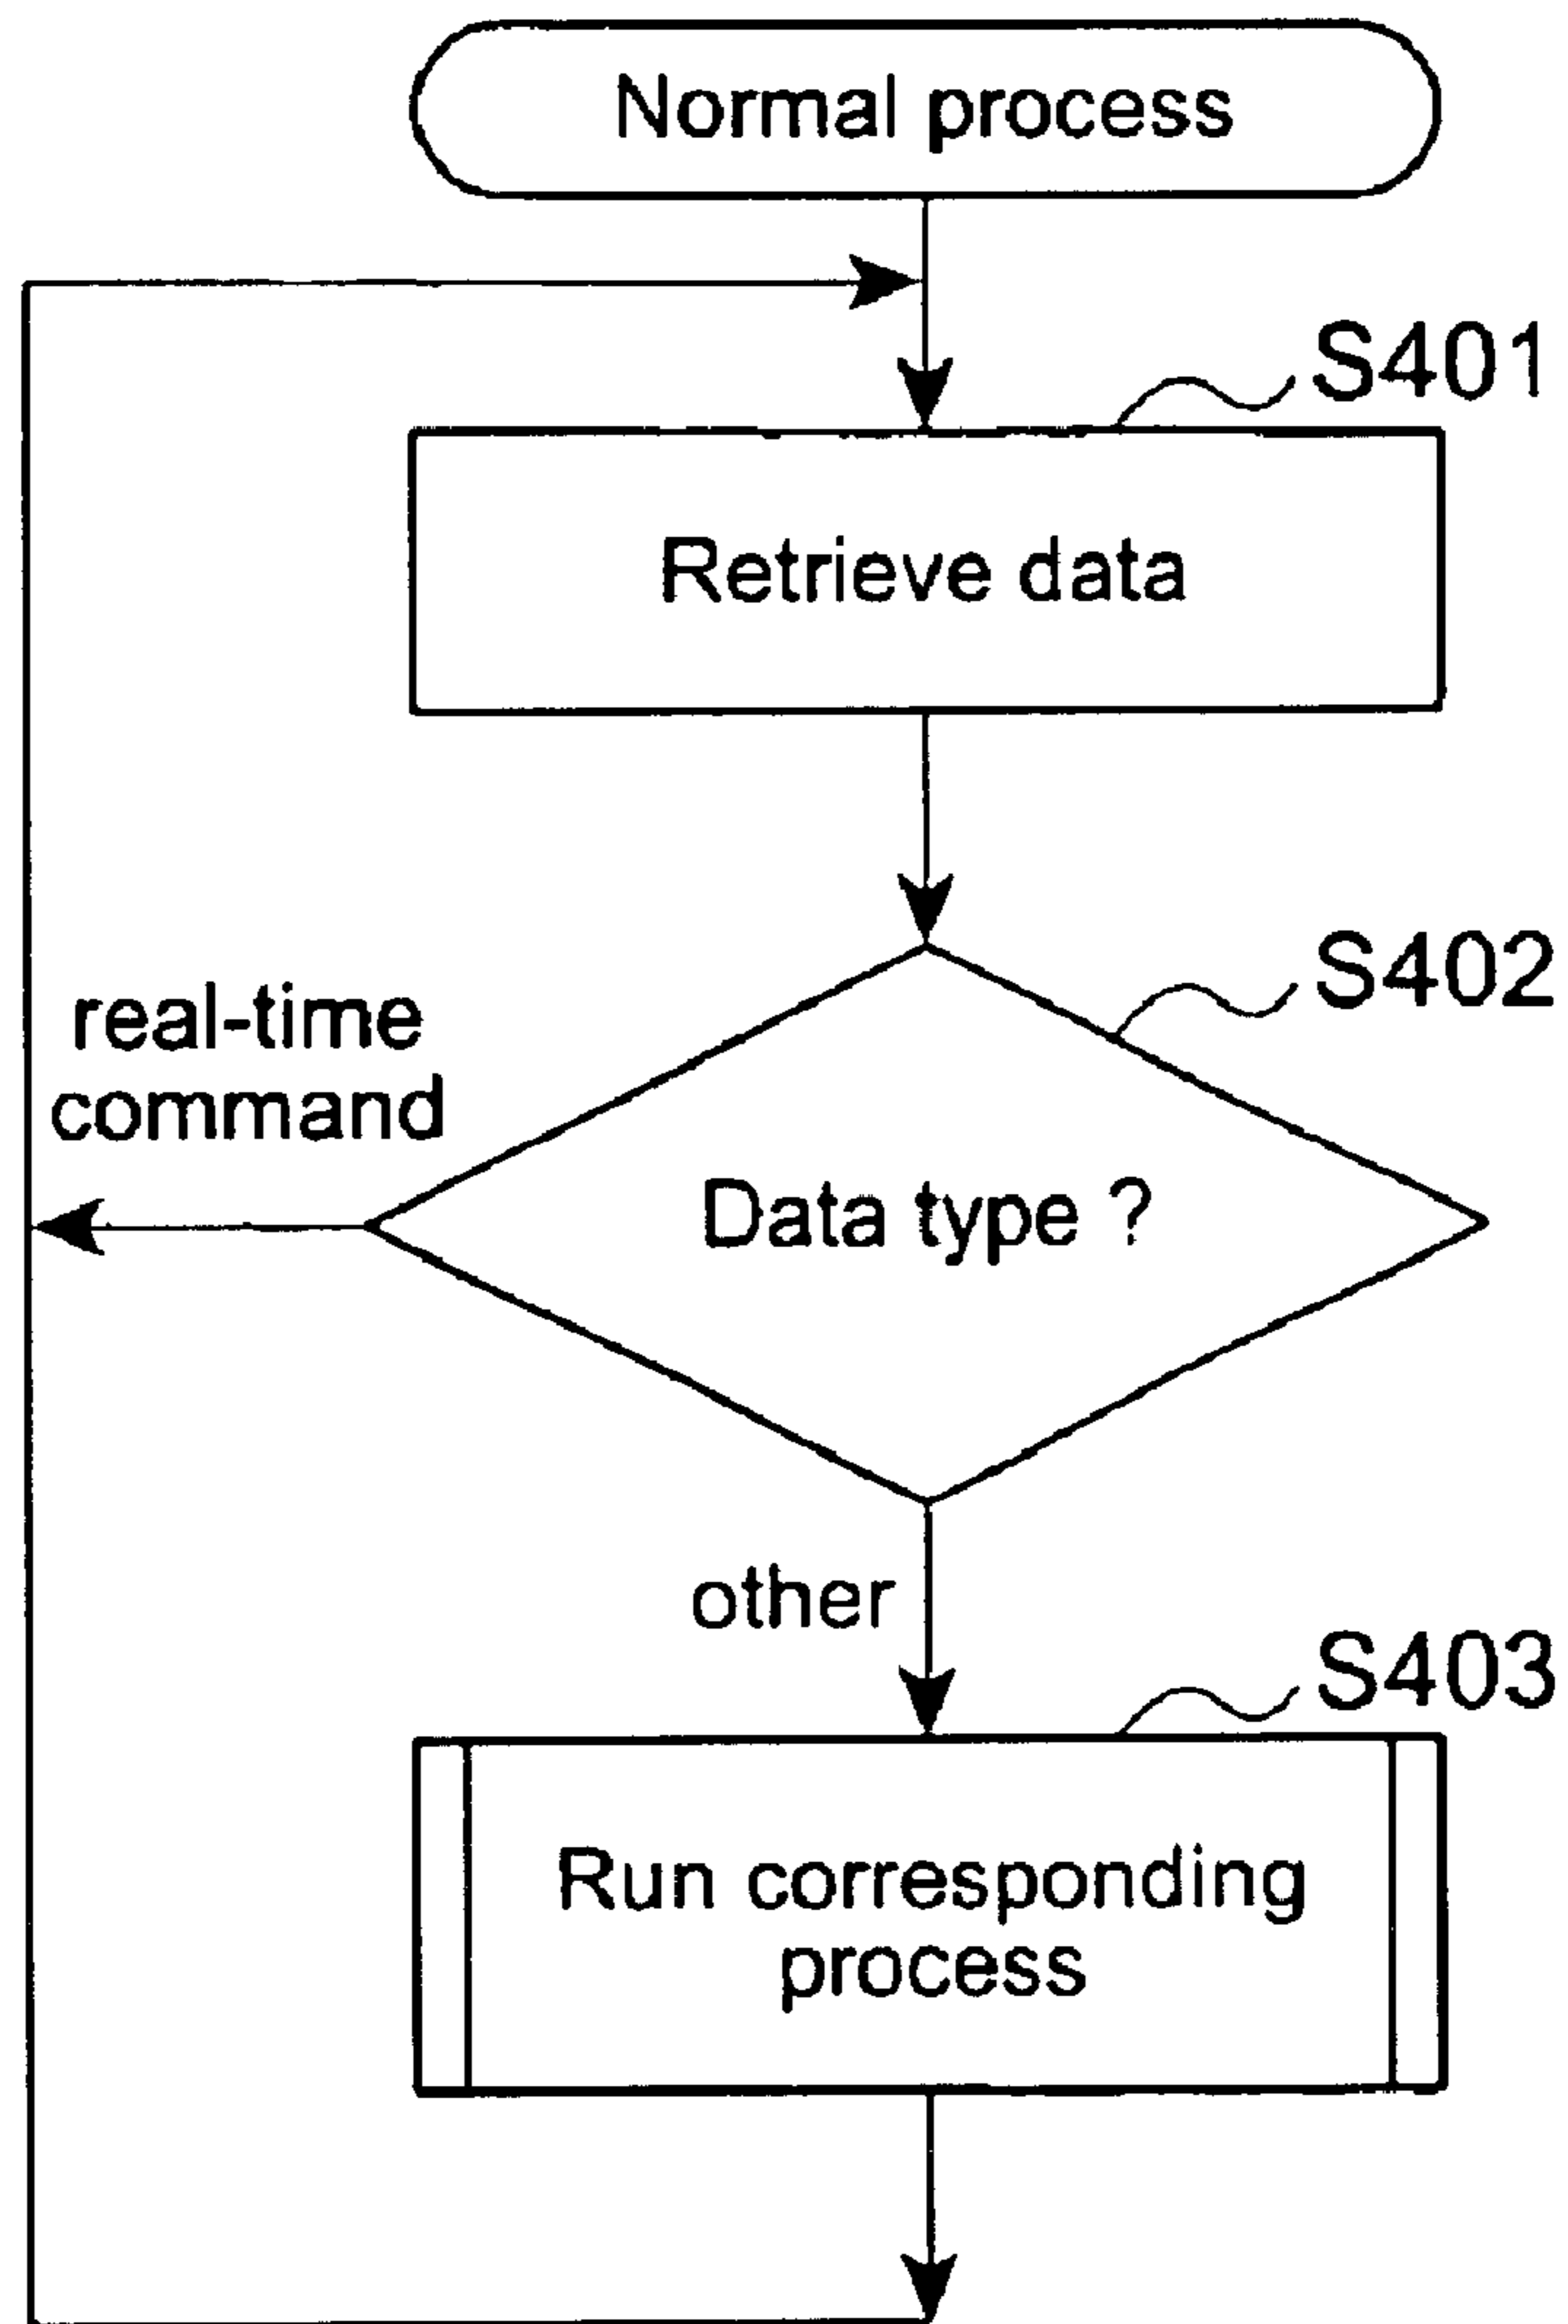 Normal process
S401
Retrieve data
S402
real-time
command
Data type ?
other
S403
Run corresponding
process